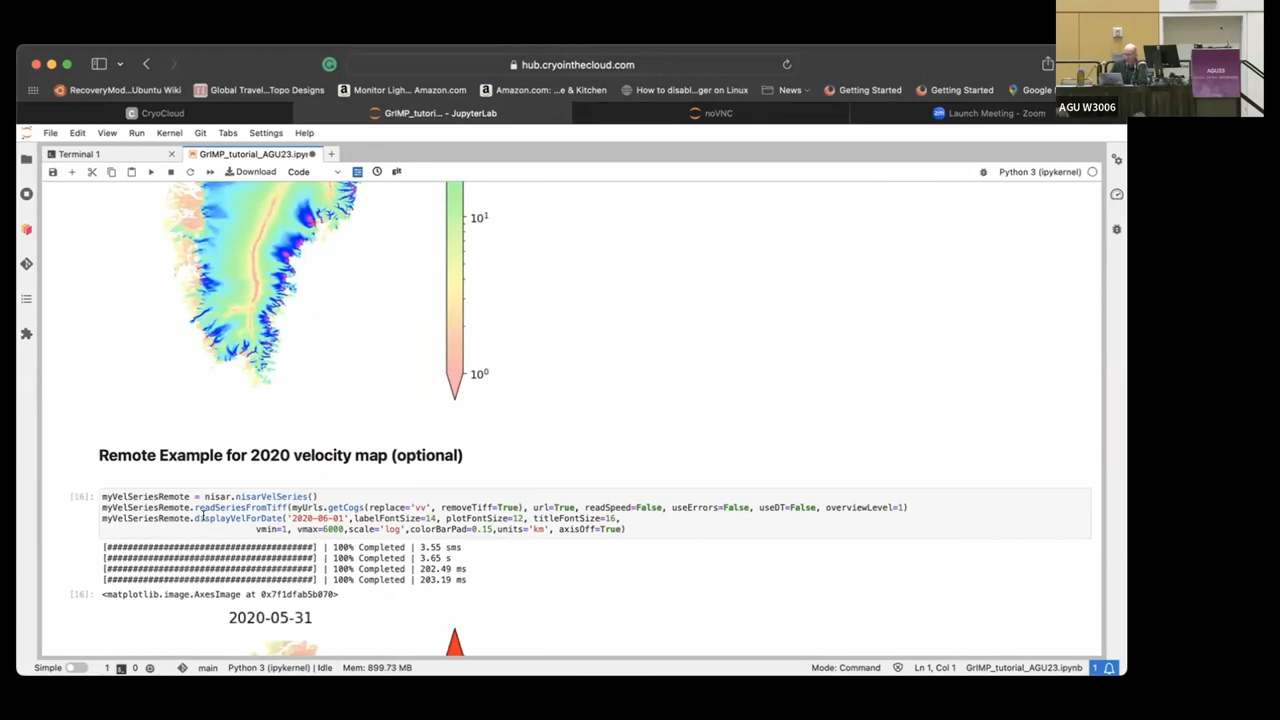 hub.cryointhecloud.com
RecoveryMod...Ubuntu Wiki
Global Travel...Topo Designs
Monitor Ligh... Amazon.com
Amazon.com: ...e & Kitchen
How to disabl...ger on Linux
News
Getting Started
Getting Started
Google
AGU23
AGU W3006
CryoCloud
GrIMP_tutori... - JupyterLab
noVNC
Launch Meeting - Zoom
File Edit View Run Kernel Git Tabs Settings Help
Terminal 1
GrIMP_tutorial_AGU23.ipyn
Download
Code
git
Python 3 (ipykernel)
10¹
10⁰
Remote Example for 2020 velocity map (optional)
[16]: myVelSeriesRemote = nisar.nisarVelSeries()
myVelSeriesRemote.readSeriesFromTiff(myUrls.getCogs(replace='vv', removeTiff=True), url=True, readSpeed=False, useErrors=False, useDT=False, overviewLevel=1)
myVelSeriesRemote.displayVelForDate('2020-06-01',labelFontSize=14, plotFontSize=12, titleFontSize=16,
vmin=1, vmax=6000,scale='log',colorBarPad=0.15,units='km', axisOff=True)
[########################################] | 100% Completed | 3.55 sms
[########################################] | 100% Completed | 3.65 s
[########################################] | 100% Completed | 202.49 ms
[########################################] | 100% Completed | 203.19 ms
[16]: <matplotlib.image.AxesImage at 0x7f1dfab5b070>
2020-05-31
Simple 1 0 main Python 3 (ipykernel) | Idle Mem: 899.73 MB Mode: Command Ln 1, Col 1 GrIMP_tutorial_AGU23.ipynb 1